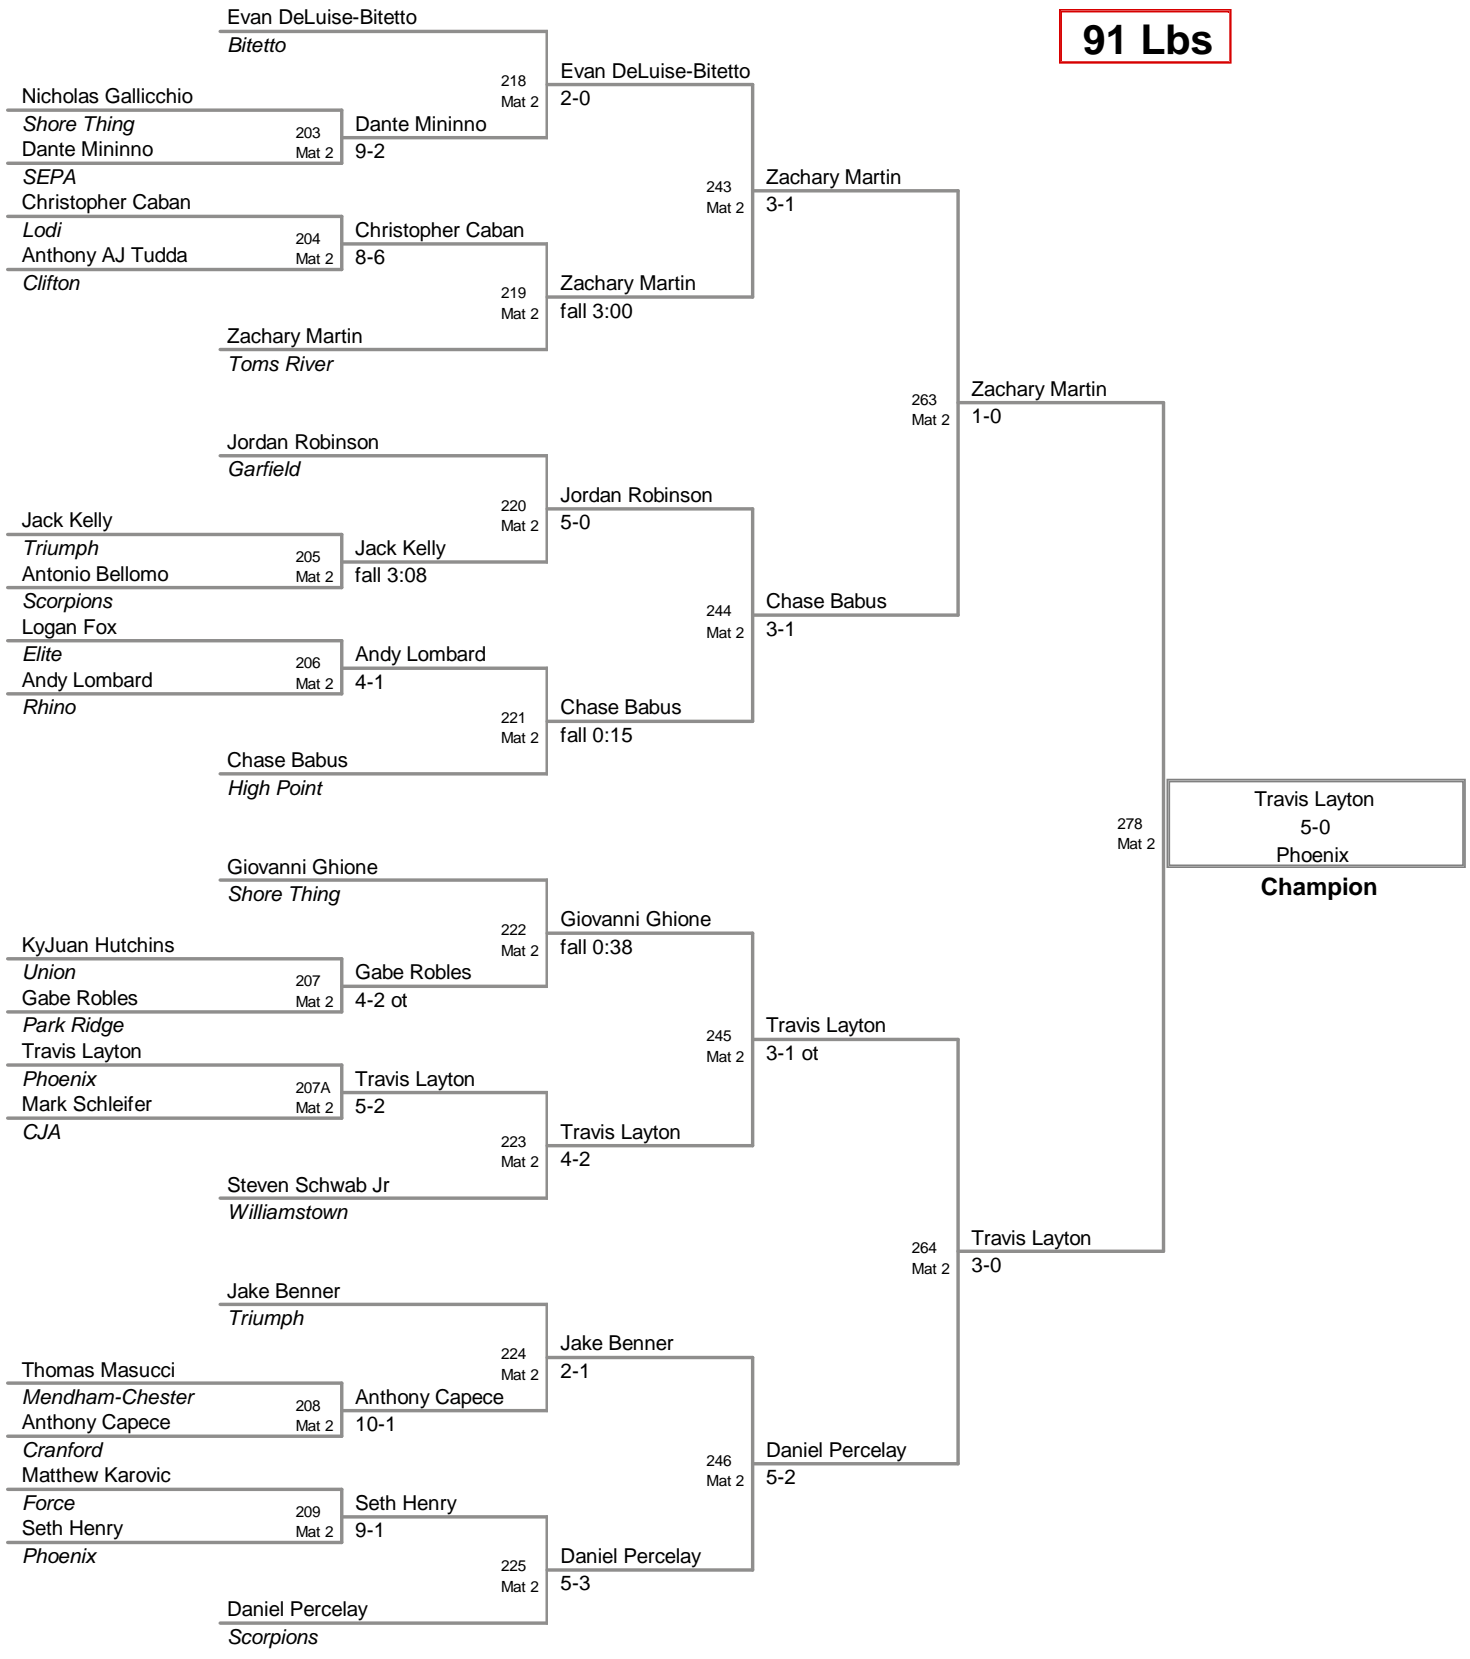 Evan DeLuise-Bitetto
Bitetto
91 Lbs
218
Mat 2
Evan DeLuise-Bitetto
2-0
Nicholas Gallicchio
Shore Thing
203
Mat 2
Dante Mininno
9-2
Dante Mininno
SEPA
243
Mat 2
Zachary Martin
3-1
Christopher Caban
Lodi
204
Mat 2
Christopher Caban
8-6
Anthony AJ Tudda
Clifton
219
Mat 2
Zachary Martin
fall 3:00
Zachary Martin
Toms River
263
Mat 2
Zachary Martin
1-0
Jordan Robinson
Garfield
220
Mat 2
Jordan Robinson
5-0
Jack Kelly
Triumph
205
Mat 2
Jack Kelly
fall 3:08
Antonio Bellomo
Scorpions
244
Mat 2
Chase Babus
3-1
Logan Fox
Elite
206
Mat 2
Andy Lombard
4-1
Andy Lombard
Rhino
221
Mat 2
Chase Babus
fall 0:15
Chase Babus
High Point
278
Mat 2
Travis Layton
5-0
Phoenix
Champion
Giovanni Ghione
Shore Thing
222
Mat 2
Giovanni Ghione
fall 0:38
KyJuan Hutchins
Union
207
Mat 2
Gabe Robles
4-2 ot
Gabe Robles
Park Ridge
245
Mat 2
Travis Layton
3-1 ot
Travis Layton
Phoenix
207A
Mat 2
Travis Layton
5-2
Mark Schleifer
CJA
223
Mat 2
Travis Layton
4-2
Steven Schwab Jr
Williamstown
264
Mat 2
Travis Layton
3-0
Jake Benner
Triumph
224
Mat 2
Jake Benner
2-1
Thomas Masucci
Mendham-Chester
208
Mat 2
Anthony Capece
10-1
Anthony Capece
Cranford
246
Mat 2
Daniel Percelay
5-2
Matthew Karovic
Force
209
Mat 2
Seth Henry
9-1
Seth Henry
Phoenix
225
Mat 2
Daniel Percelay
5-3
Daniel Percelay
Scorpions